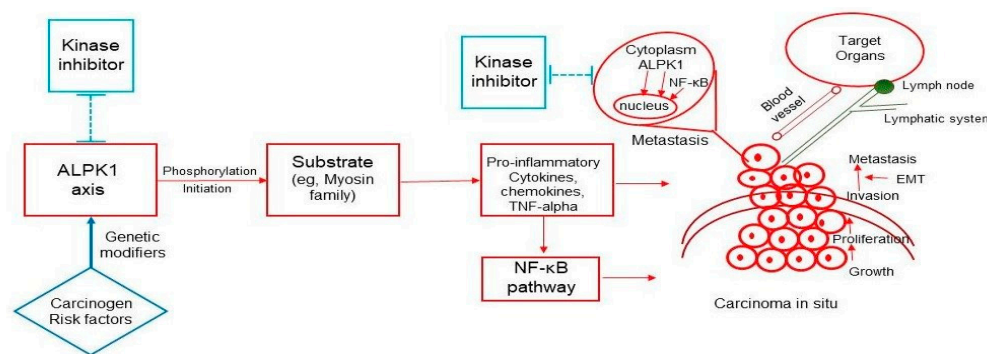 Kinase
inhibitor
ALPK1
axis
Genetic
modifiers
Carcinogen
Risk factors
Phosphorylation
Initiation
Substrate
(eg, Myosin
family)
Pro-inflammatory
Cytokines,
chemokines,
TNF-alpha
NF-κB
pathway
Kinase
inhibitor
Cytoplasm
ALPK1
NF-κB
nucleus
Metastasis
Target
Organs
Blood
vessel
Lymph node
Lymphatic system
Metastasis
EMT
Invasion
Proliferation
Growth
Carcinoma in situ